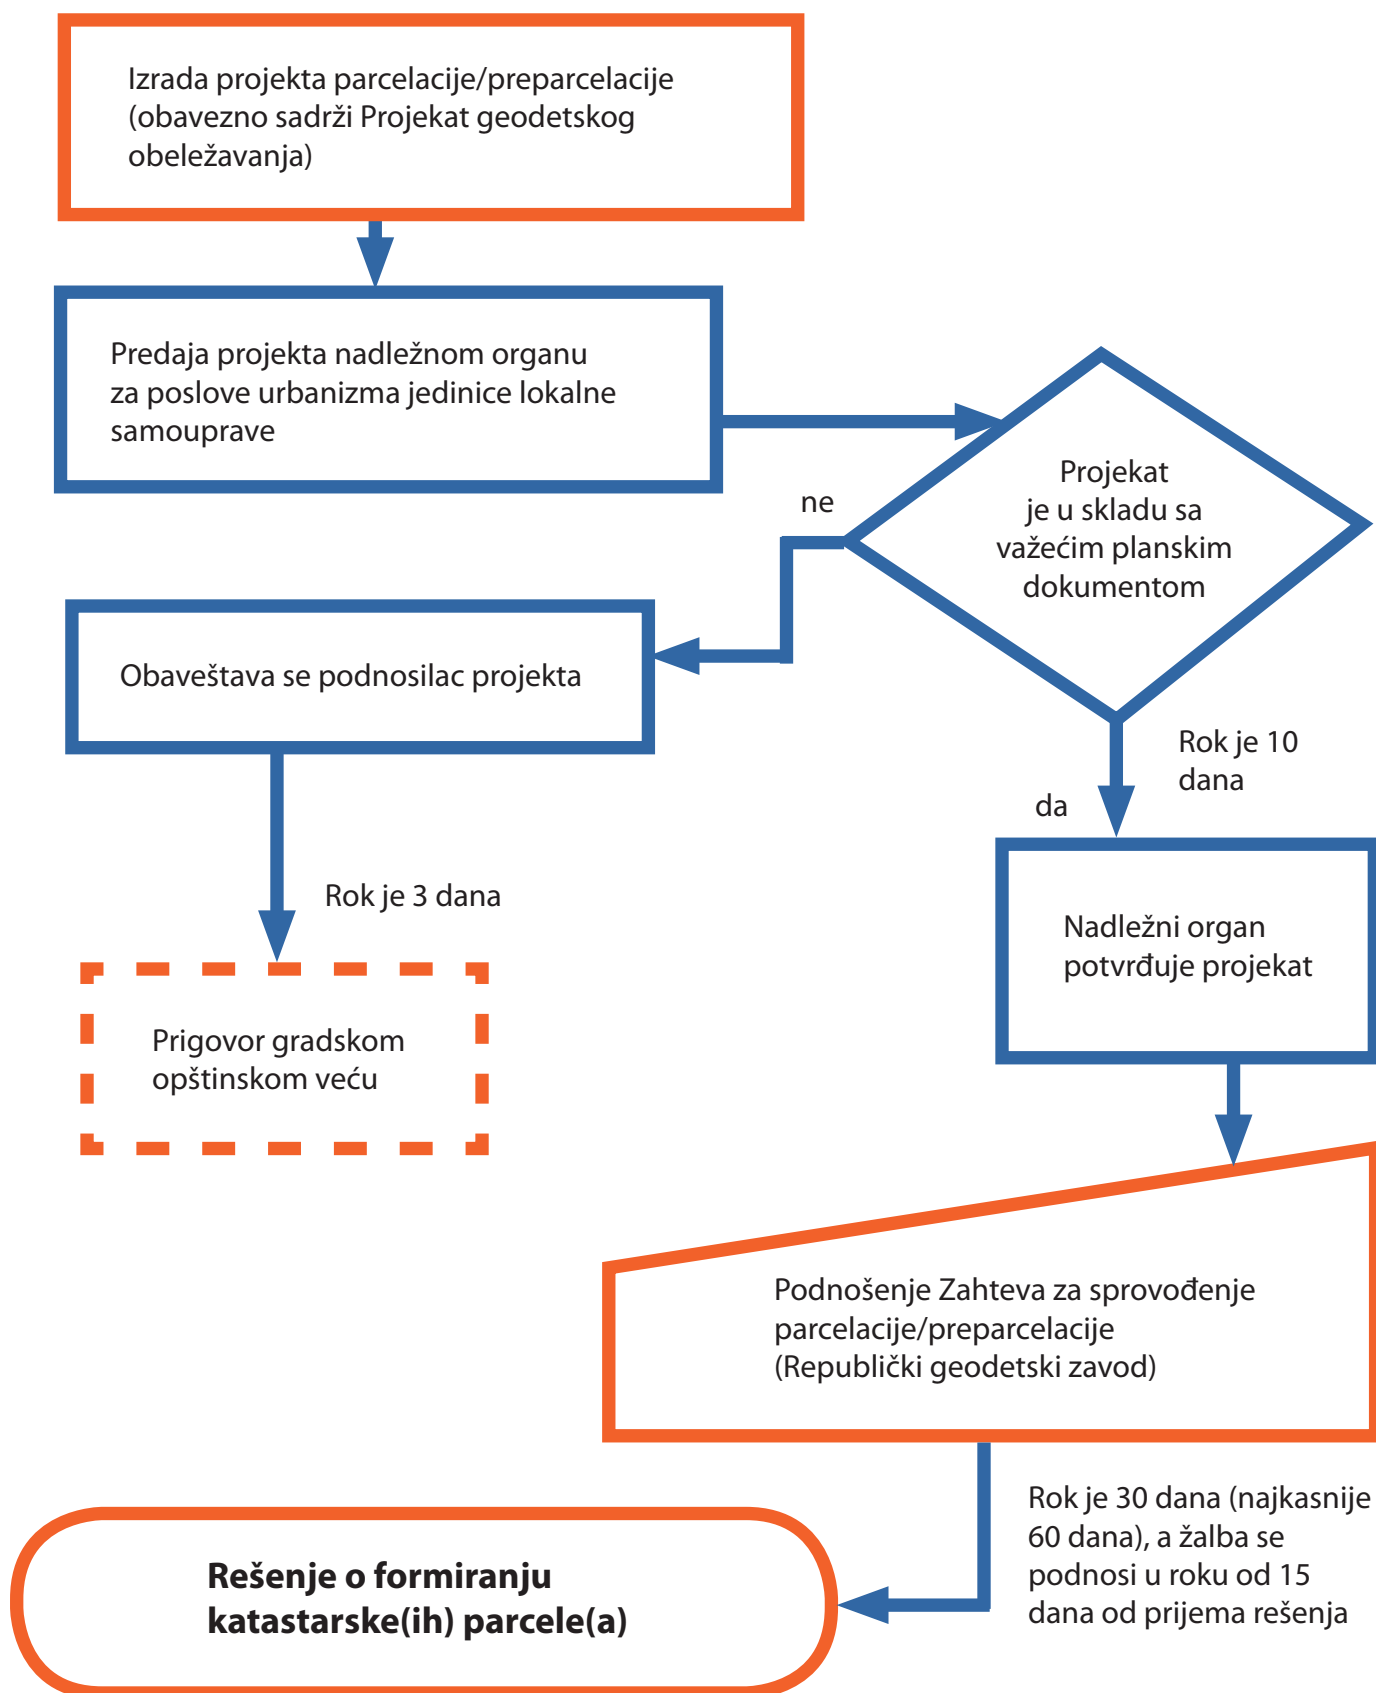 Izrada projekta parcelacije/preparcelacije
(obavezno sadrži Projekat geodetskog
obeležavanja)
Predaja projekta nadležnom organu
za poslove urbanizma jedinice lokalne
samouprave
Projekat
je u skladu sa
važećim planskim
dokumentom
ne
Obaveštava se podnosilac projekta
Rok je 10
dana
da
Rok je 3 dana
Nadležni organ
potvrđuje projekat
Prigovor gradskom
opštinskom veću
Podnošenje Zahteva za sprovođenje
parcelacije/preparcelacije
(Republički geodetski zavod)
Rok je 30 dana (najkasnije
60 dana), a žalba se
podnosi u roku od 15
dana od prijema rešenja
Rešenje o formiranju
katastarske(ih) parcele(a)